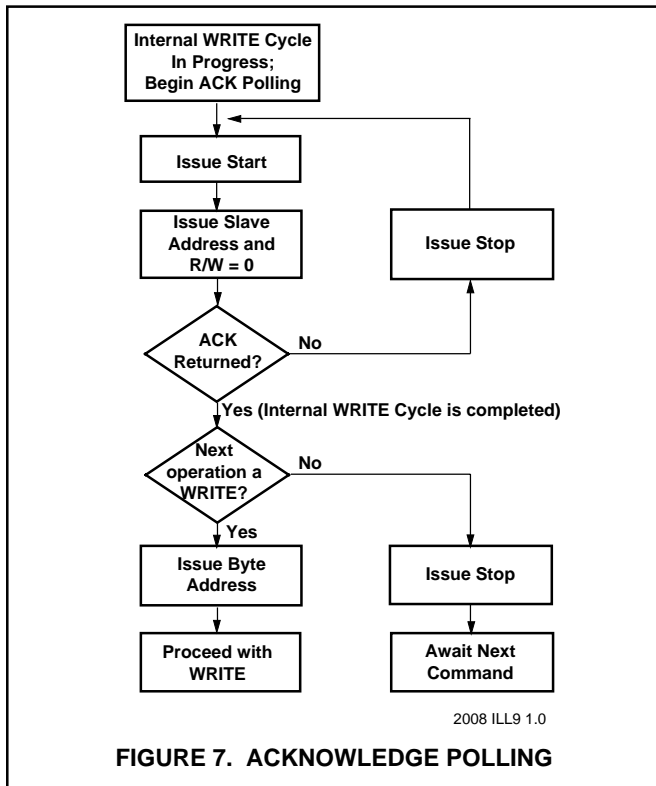 Internal WRITE Cycle
In Progress;
Begin ACK Polling
Issue Start
Issue Slave
Address and
R/W = 0
Issue Stop
ACK
Returned?
No
Yes (Internal WRITE Cycle is completed)
Next
operation a
WRITE?
No
Yes
Issue Byte
Address
Issue Stop
Proceed with
WRITE
Await Next
Command
2008 ILL9 1.0
FIGURE 7. ACKNOWLEDGE POLLING